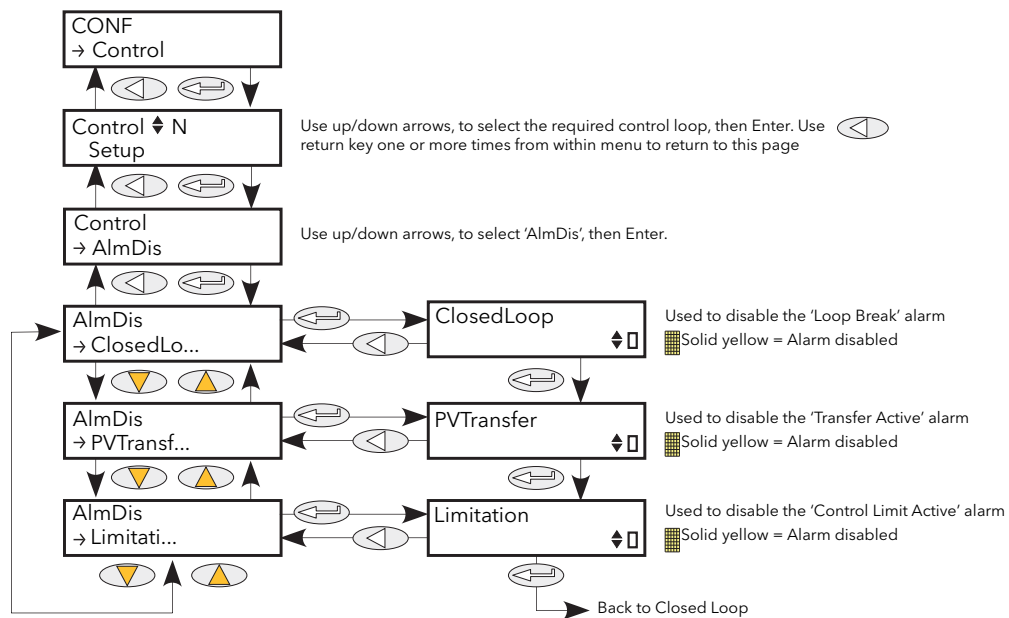 CONF
→ Control
Control ♦ N
Setup
Use up/down arrows, to select the required control loop, then Enter. Use
return key one or more times from within menu to return to this page
Control
→ AlmDis
Use up/down arrows, to select 'AlmDis', then Enter.
AlmDis
→ ClosedLo...
ClosedLoop
Used to disable the 'Loop Break' alarm
Solid yellow = Alarm disabled
AlmDis
→ PVTransf...
PVTransfer
Used to disable the 'Transfer Active' alarm
Solid yellow = Alarm disabled
AlmDis
→ Limitati...
Limitation
Used to disable the 'Control Limit Active' alarm
Solid yellow = Alarm disabled
Back to Closed Loop